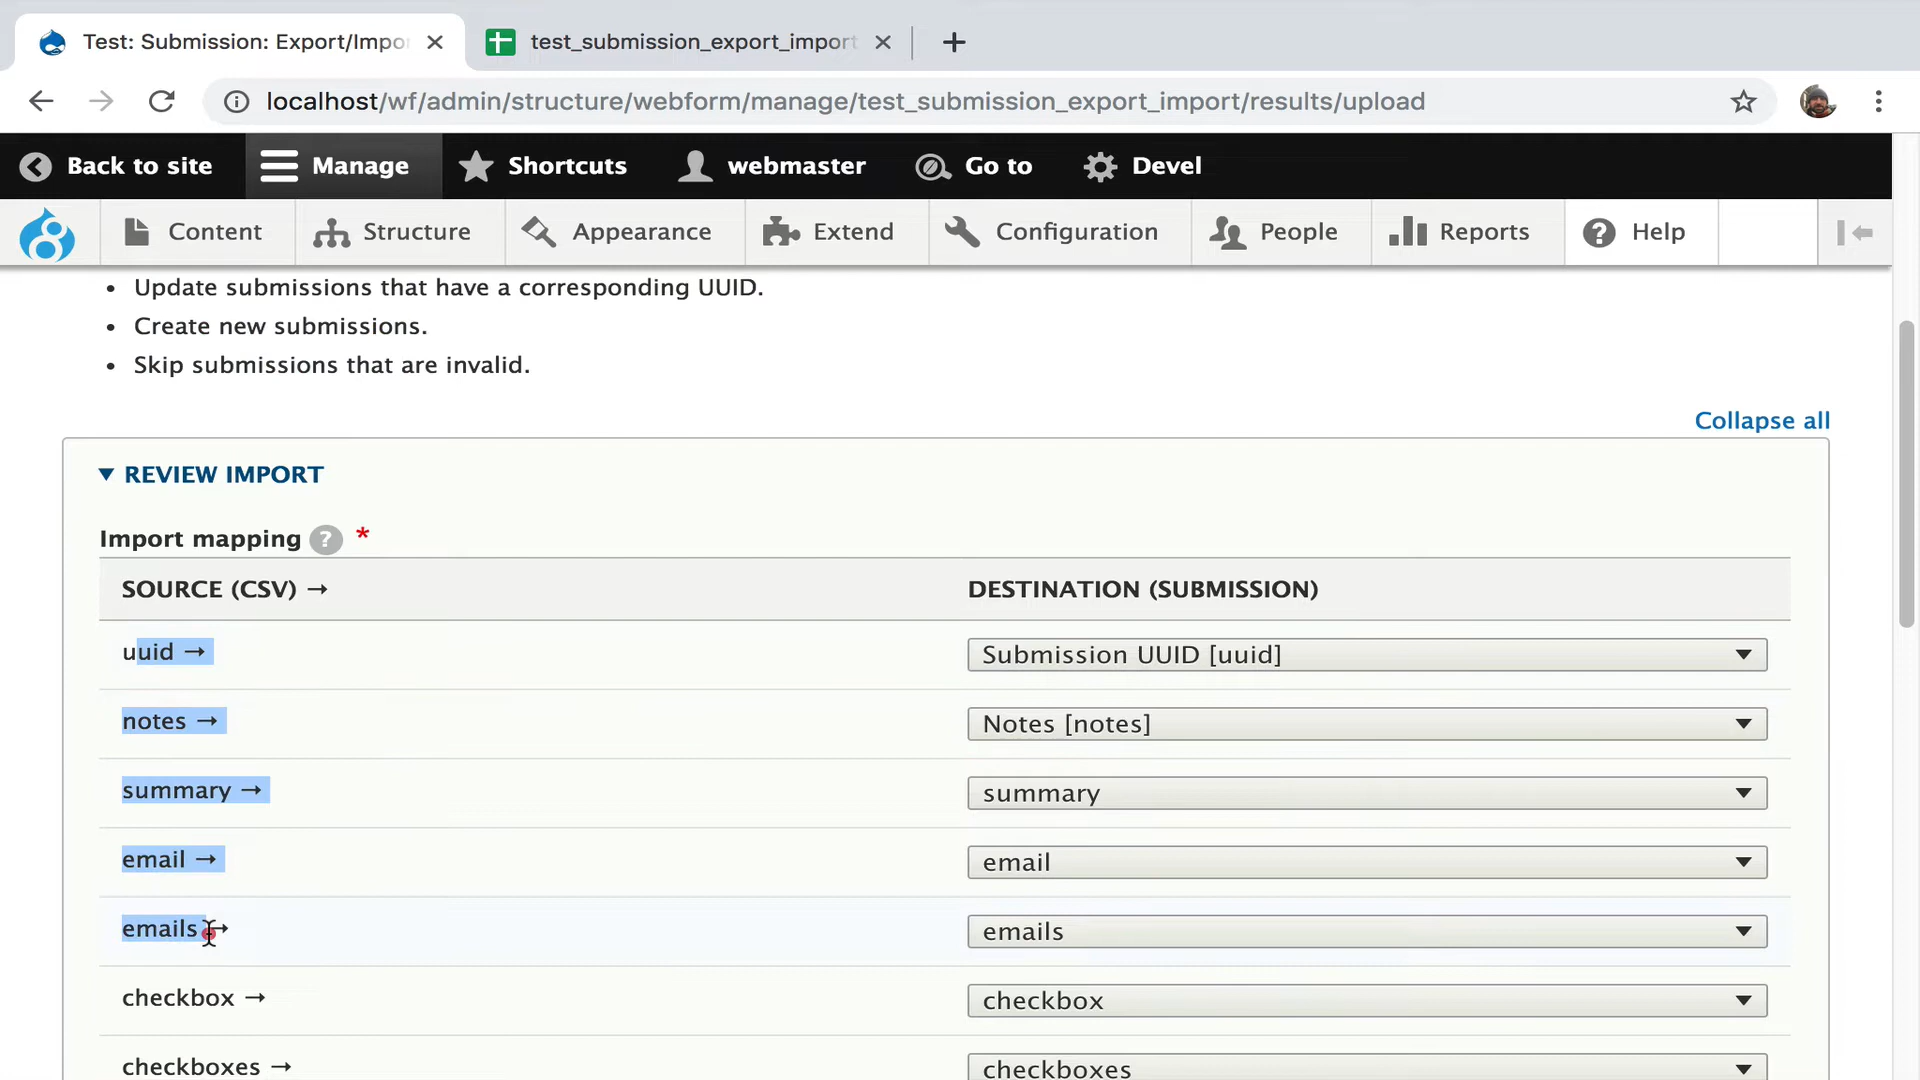 Test: Submission: Export/Impo
test_submission_export_import
localhost/wf/admin/structure/webform/manage/test_submission_export_import/results/upload
Back to site
Manage
Shortcuts
webmaster
Go to
Devel
Content
Structure
Appearance
Extend
Configuration
People
Reports
Help
• Update submissions that have a corresponding UUID.
• Create new submissions.
• Skip submissions that are invalid.
Collapse all
▼ REVIEW IMPORT
Import mapping ? *
SOURCE (CSV) → DESTINATION (SUBMISSION)
uuid → Submission UUID [uuid]
notes → Notes [notes]
summary → summary
email → email
emails → emails
checkbox → checkbox
checkboxes → checkboxes